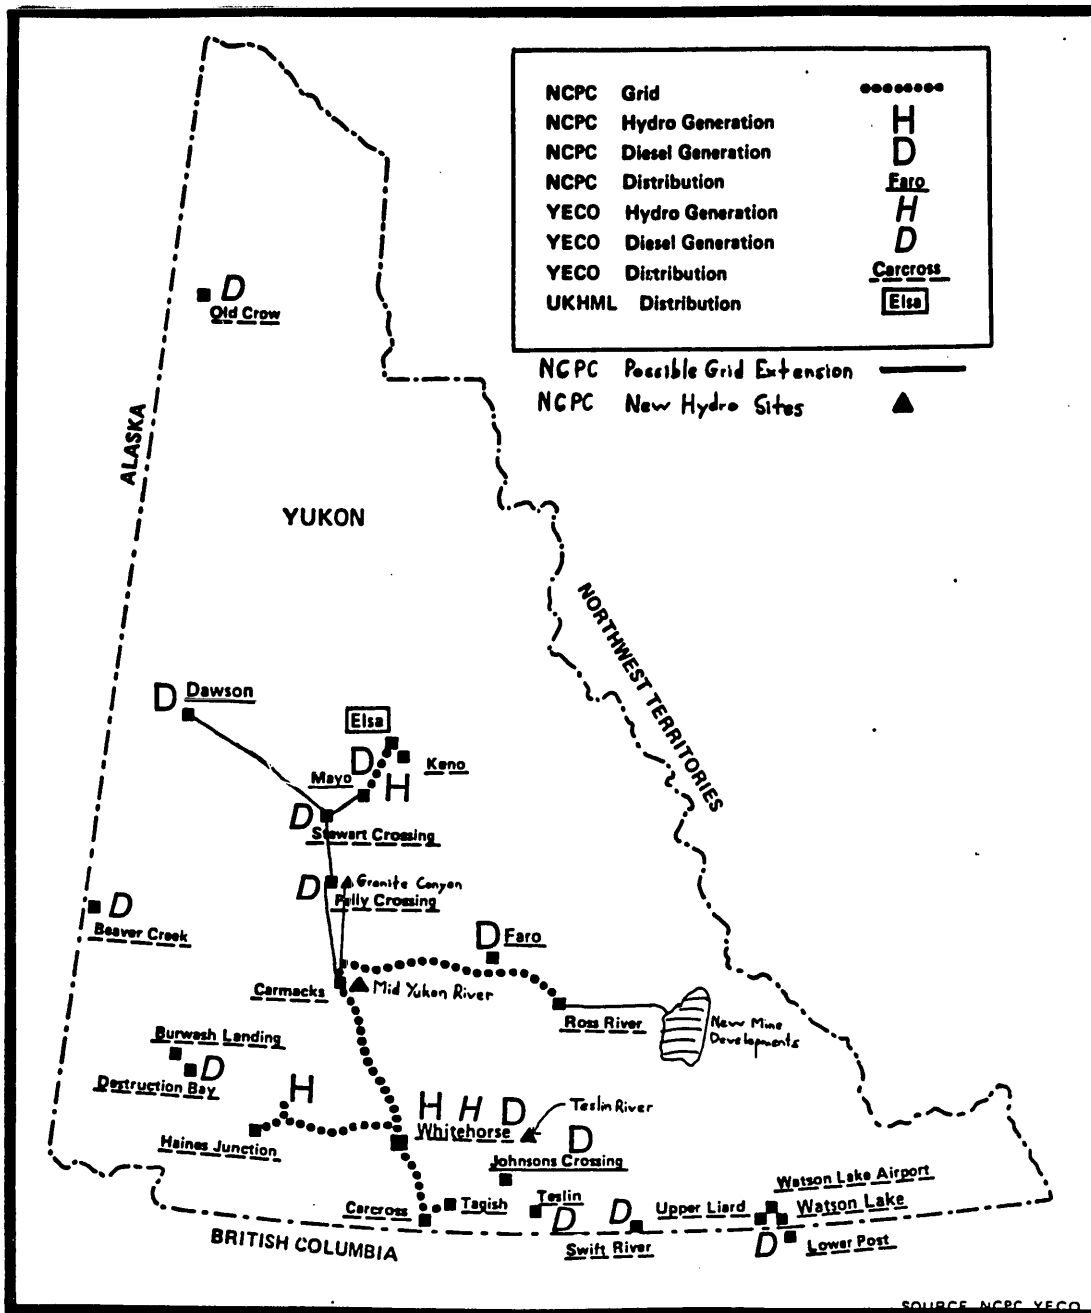 NCPC Grid
NCPC Hydro Generation H
NCPC Diesel Generation D
NCPC Distribution Faro
YECO Hydro Generation H
YECO Diesel Generation D
YECO Distribution Carcross
UKHML Distribution Elsa
NCPC Possible Grid Extension
NCPC New Hydro Sites
D
Old Crow
ALASKA
YUKON
NORTHWEST TERRITORIES
D Dawson
Elsa
D
Keno
Mayo
H
D
Stewart Crossing
D Granite Canyon
Pelly Crossing
D
Beaver Creek
D Faro
Carmacks
Mid Yukon River
Ross River
New Mine
Developments
Burwash Landing
D
Destruction Bay
H
Haines Junction
H H D
Whitehorse
Teslin River
D
Johnsons Crossing
Carcross
Tagish
Teslin
D
D
Swift River
Upper Liard
Watson Lake Airport
Watson Lake
D
Lower Post
BRITISH COLUMBIA
SOURCE NCPC YECO